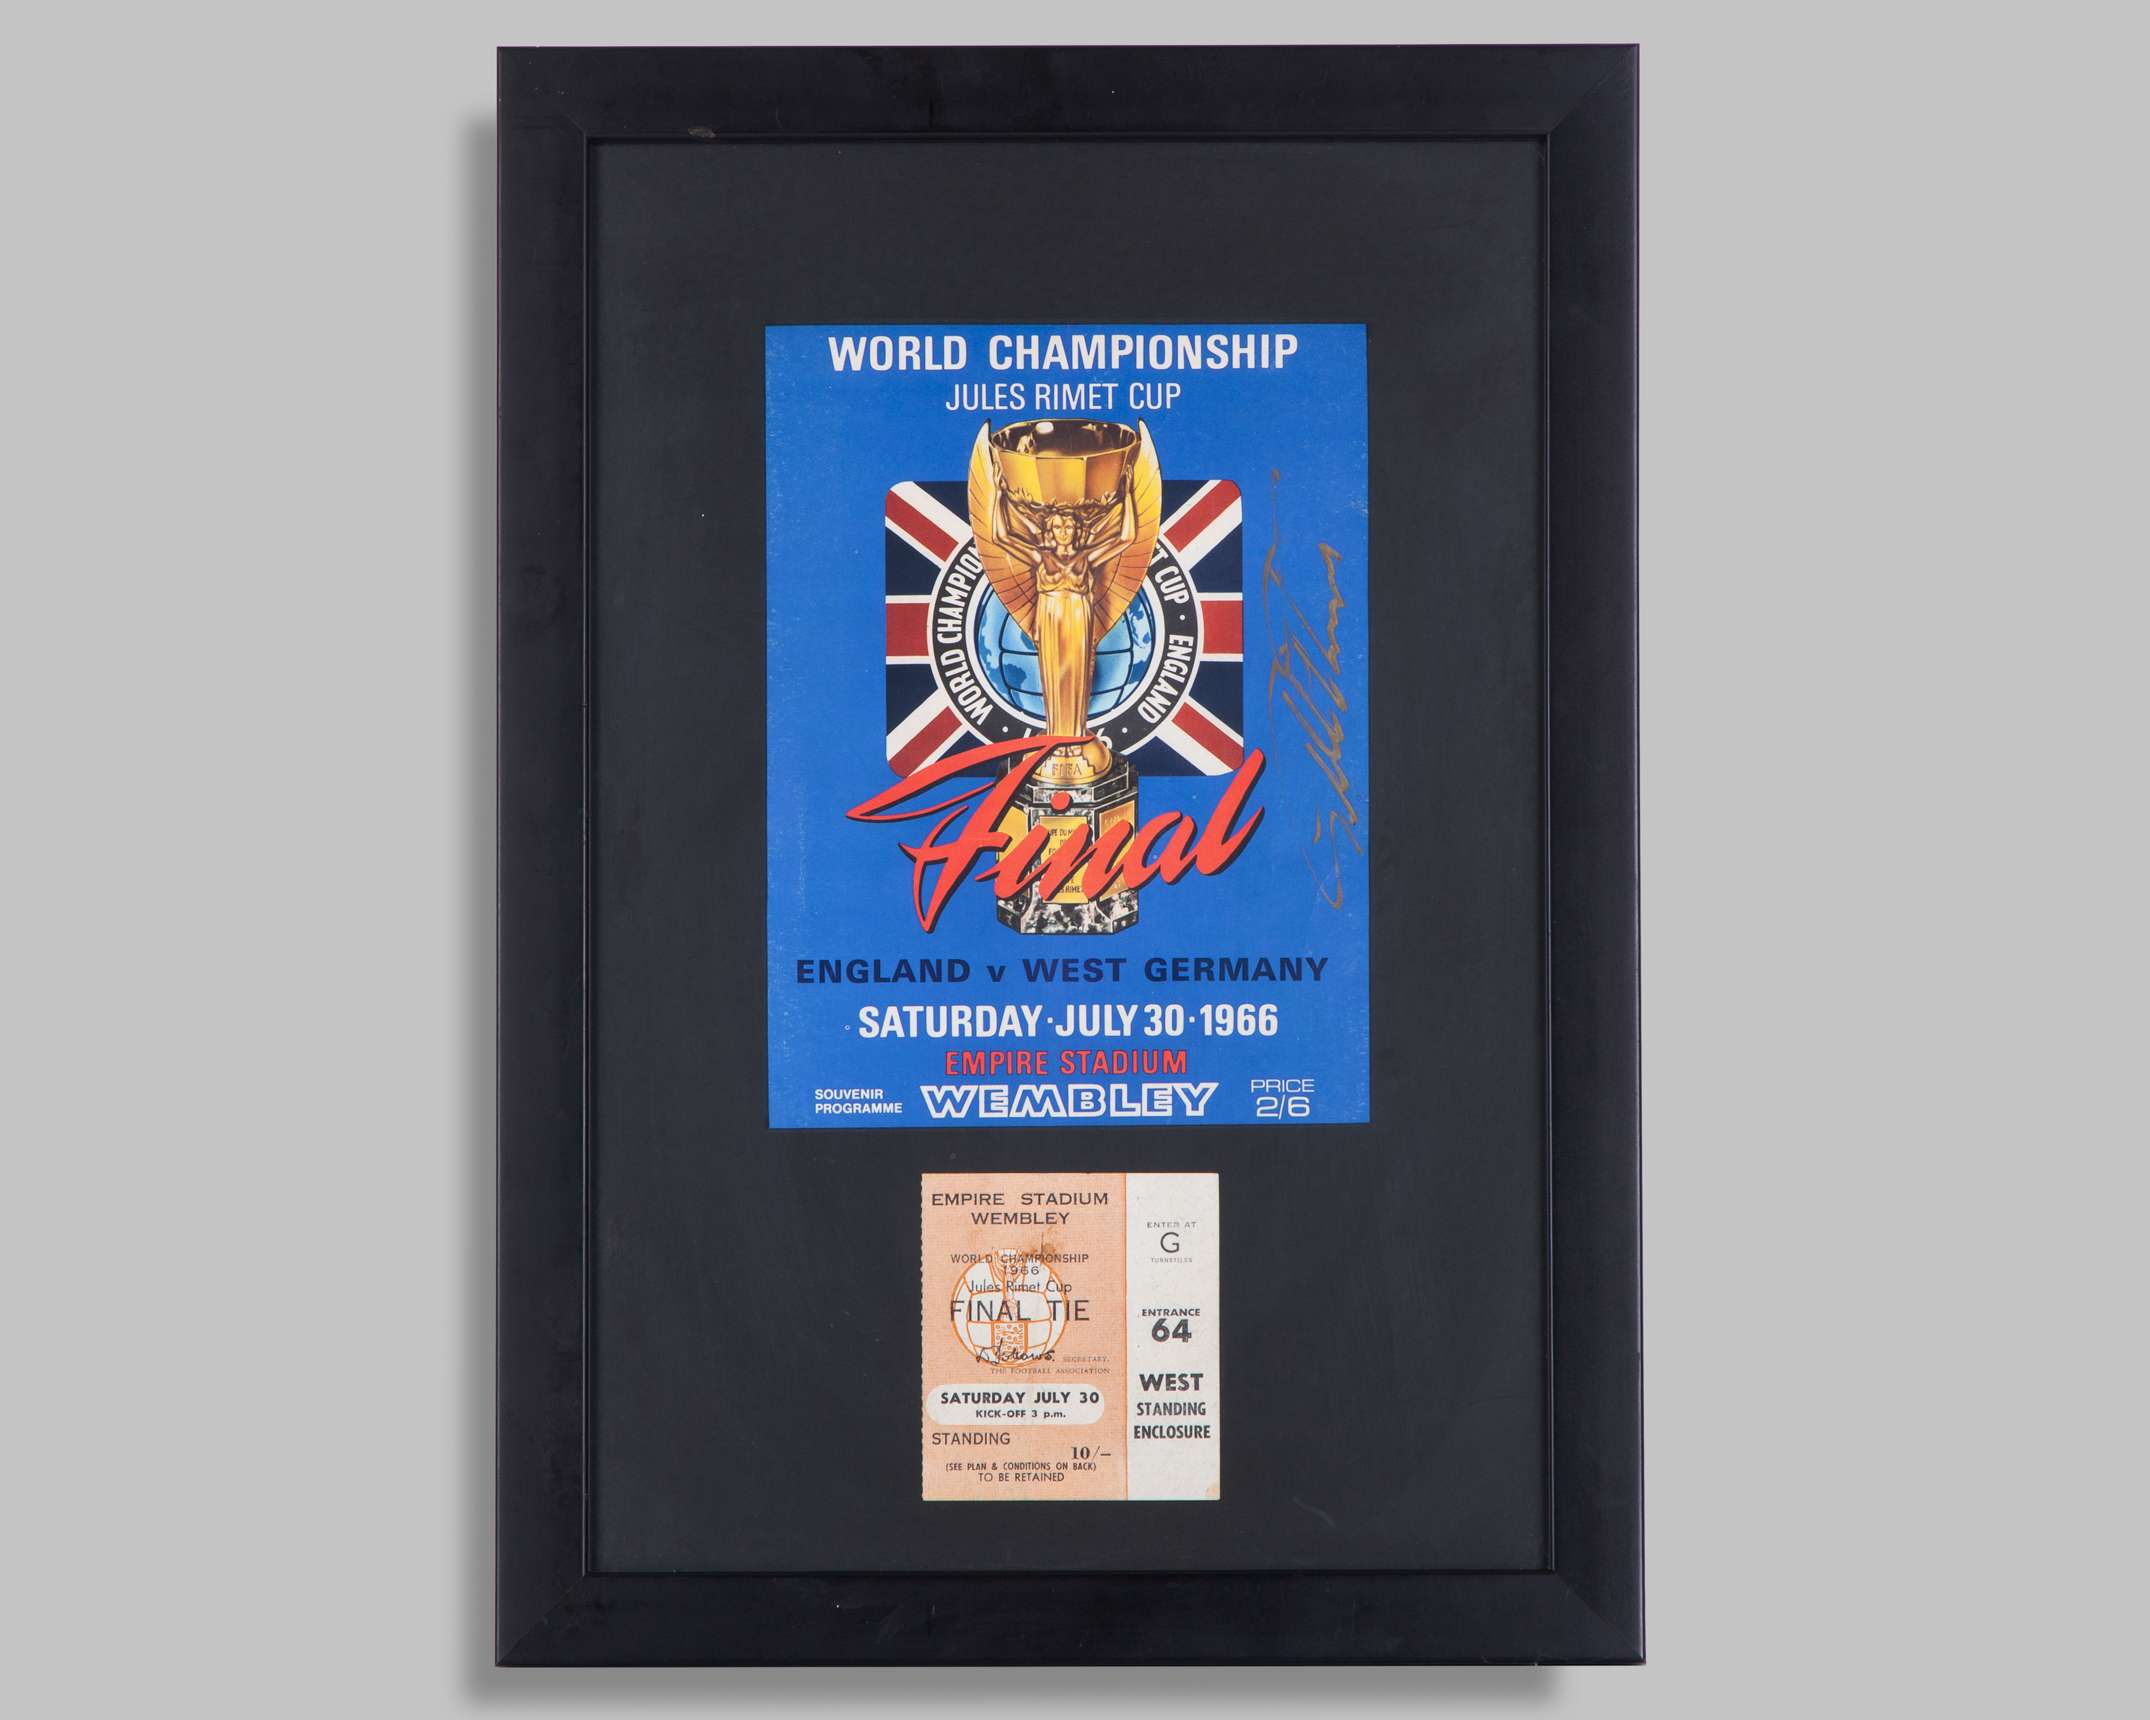 WORLD CHAMPIONSHIP
JULES RIMET CUP
WORLD CHAMPION
T CUP · ENGLAND
FIFA
Final
ENGLAND v WEST GERMANY
SATURDAY·JULY 30·1966
EMPIRE STADIUM
SOUVENIR
PROGRAMME
WEMBLEY
PRICE
2/6
EMPIRE STADIUM
WEMBLEY
WORLD CHAMPIONSHIP
1966
Jules Rimet Cup
FINAL TIE
SECRETARY.
THE FOOTBALL ASSOCIATION
SATURDAY JULY 30
KICK-OFF 3 p.m.
STANDING
10/–
(SEE PLAN & CONDITIONS ON BACK)
TO BE RETAINED
ENTER AT
G
TURNSTILES
ENTRANCE
64
WEST
STANDING
ENCLOSURE